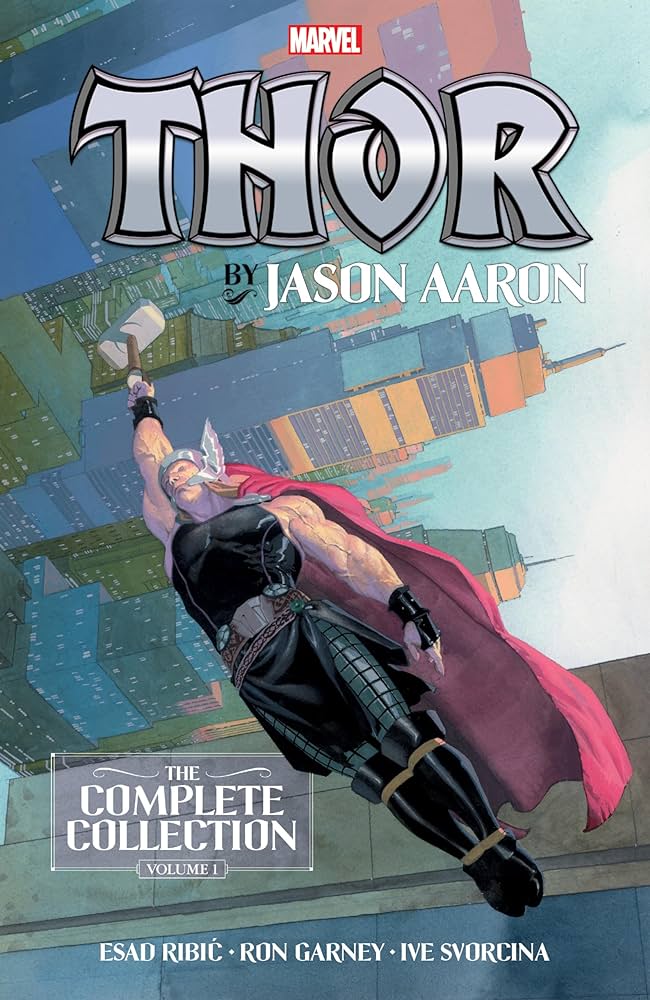 MARVEL
THOR
BY JASON AARON
THE
COMPLETE
COLLECTION
VOLUME 1
ESAD RIBIĆ • RON GARNEY • IVE SVORCINA